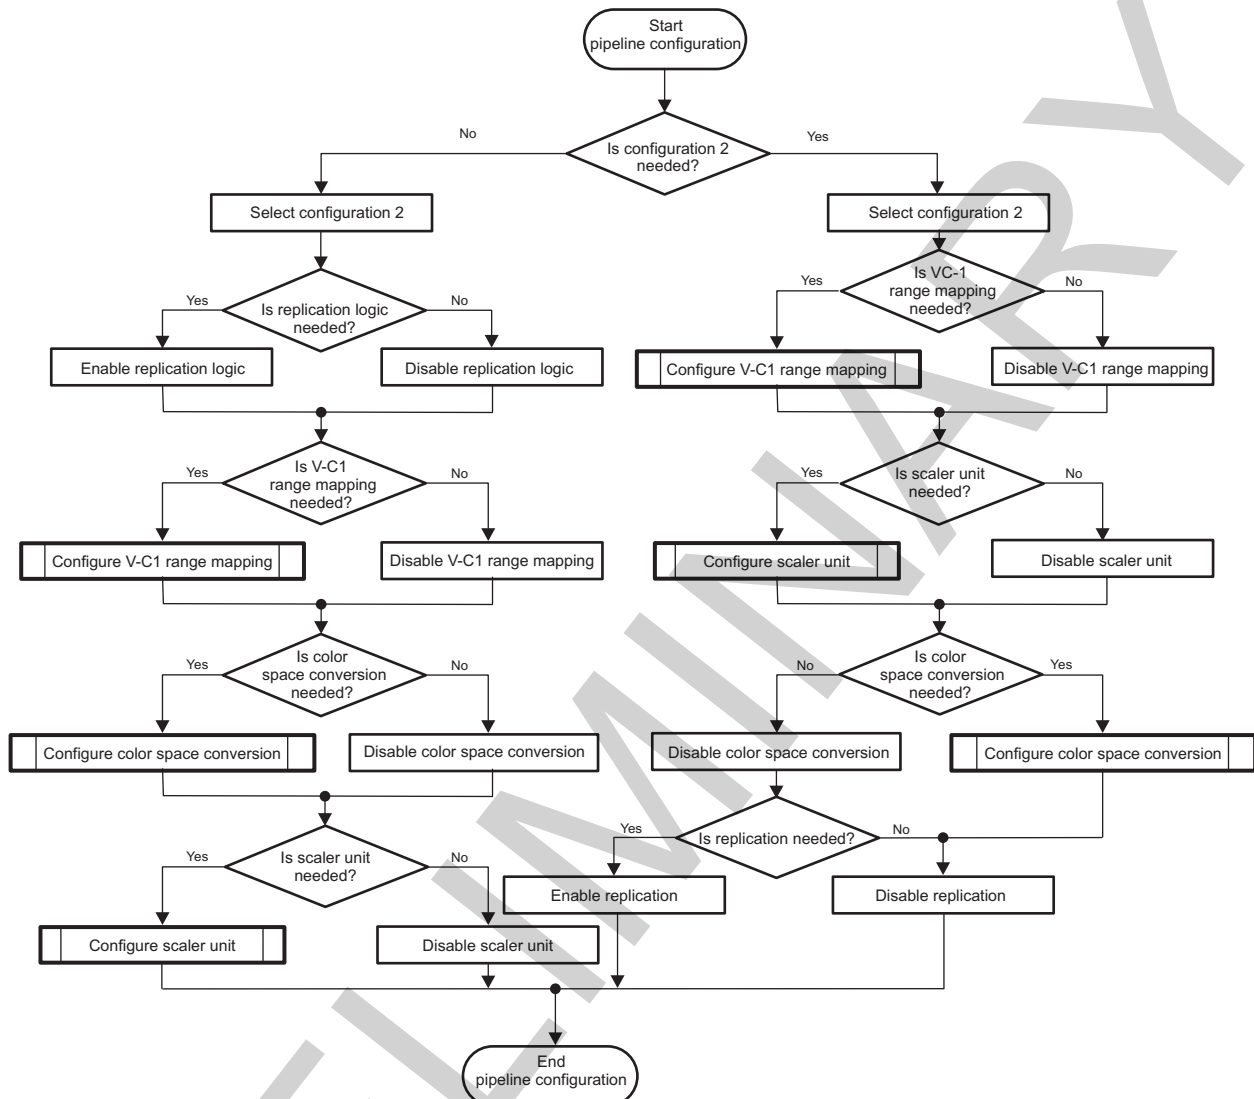 Start
pipeline configuration
No
Yes
Is configuration 2
needed?
Select configuration 2
Select configuration 2
Is VC-1
range mapping
needed?
Yes
No
Yes
No
Is replication logic
needed?
Enable replication logic
Disable replication logic
Configure V-C1 range mapping
Disable V-C1 range mapping
Is V-C1
range mapping
needed?
Yes
No
Is scaler unit
needed?
Yes
No
Configure V-C1 range mapping
Disable V-C1 range mapping
Configure scaler unit
Disable scaler unit
Is color
space conversion
needed?
Yes
No
Is color
space conversion
needed?
No
Yes
Configure color space conversion
Disable color space conversion
Disable color space conversion
Configure color space conversion
Is replication needed?
Yes
No
Is scaler unit
needed?
Yes
No
Enable replication
Disable replication
Configure scaler unit
Disable scaler unit
End
pipeline configuration
ELIMINARY